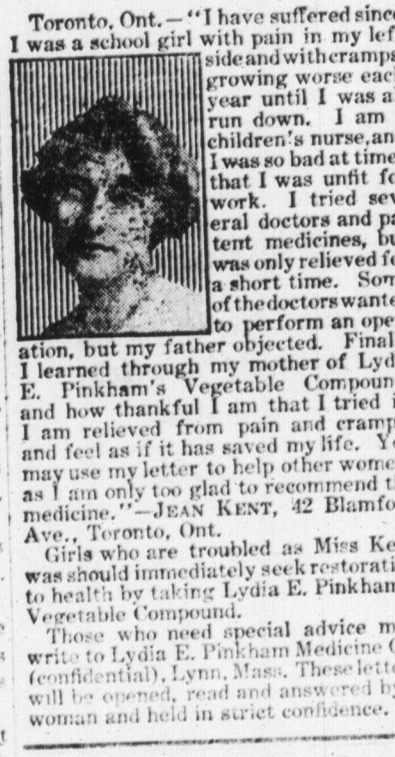 Toronto, Ont.—"I have suffered since
I was a school girl with pain in my left
side and with cramps
growing worse each
year until I was a
run down. I am
children's nurse, an
I was so bad at time
that I was unfit fo
work. I tried sev
eral doctors and pa
tent medicines, bu
was only relieved fo
a short time. Som
of the doctors wante
to perform an ope
ation, but my father objected. Final
I learned through my mother of Lyd
E. Pinkham's Vegetable Compoun
and how thankful I am that I tried i
I am relieved from pain and cramp
and feel as if it has saved my life. Yo
may use my letter to help other wome
as I am only too glad to recommend th
medicine."—JEAN KENT, 42 Blamfo
Ave., Toronto, Ont.
Girls who are troubled as Miss Ke
was should immediately seek restorati
to health by taking Lydia E. Pinkham
Vegetable Compound.
Those who need special advice m
write to Lydia E. Pinkham Medicine C
(confidential), Lynn, Mass. These lette
will be opened, read and answered by
woman and held in strict confidence.